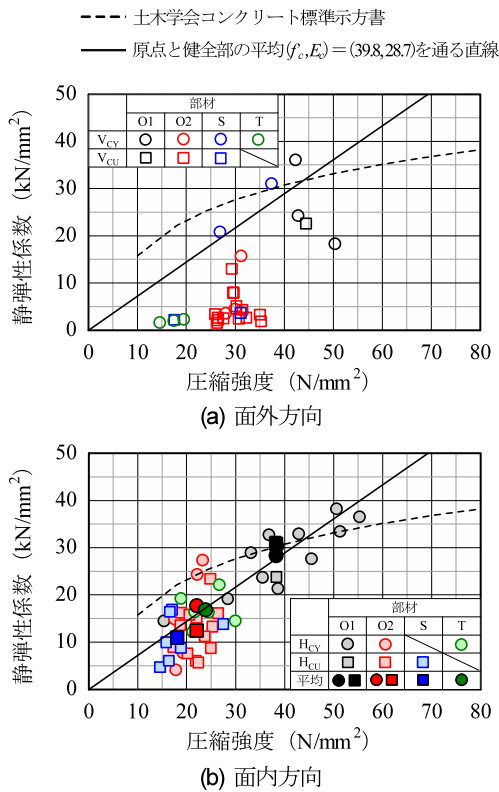 土木学会コンクリート標準示方書
原点と健全部の平均(fc,Ec)＝(39.8,28.7)を通る直線
部材
O1 O2 S T
VCY
VCU
静弾性係数（kN/mm²）
50
40
30
20
10
0
0 10 20 30 40 50 60 70 80
圧縮強度（N/mm²）
(a) 面外方向
静弾性係数（kN/mm²）
50
40
30
20
10
0
部材
O1 O2 S T
HCY
HCU
平均
0 10 20 30 40 50 60 70 80
圧縮強度（N/mm²）
(b) 面内方向